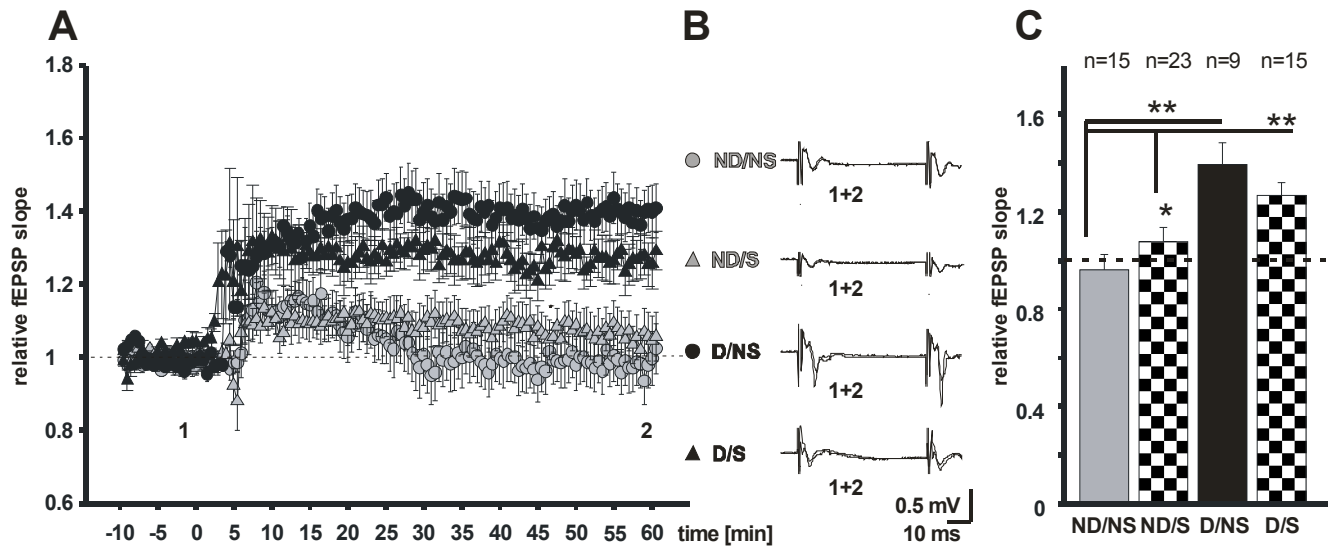 A
relative fEPSP slope
1.8
1.6
1.4
1.2
1
0.8
0.6
1
2
-10 -5 0 5 10 15 20 25 30 35 40 45 50 55 60 time [min]
B
ND/NS
1+2
ND/S
1+2
D/NS
1+2
D/S
1+2
0.5 mV
10 ms
C
n=15 n=23 n=9 n=15
**
**
*
relative fEPSP slope
1.6
1.2
0.8
0.4
0
ND/NS ND/S D/NS D/S